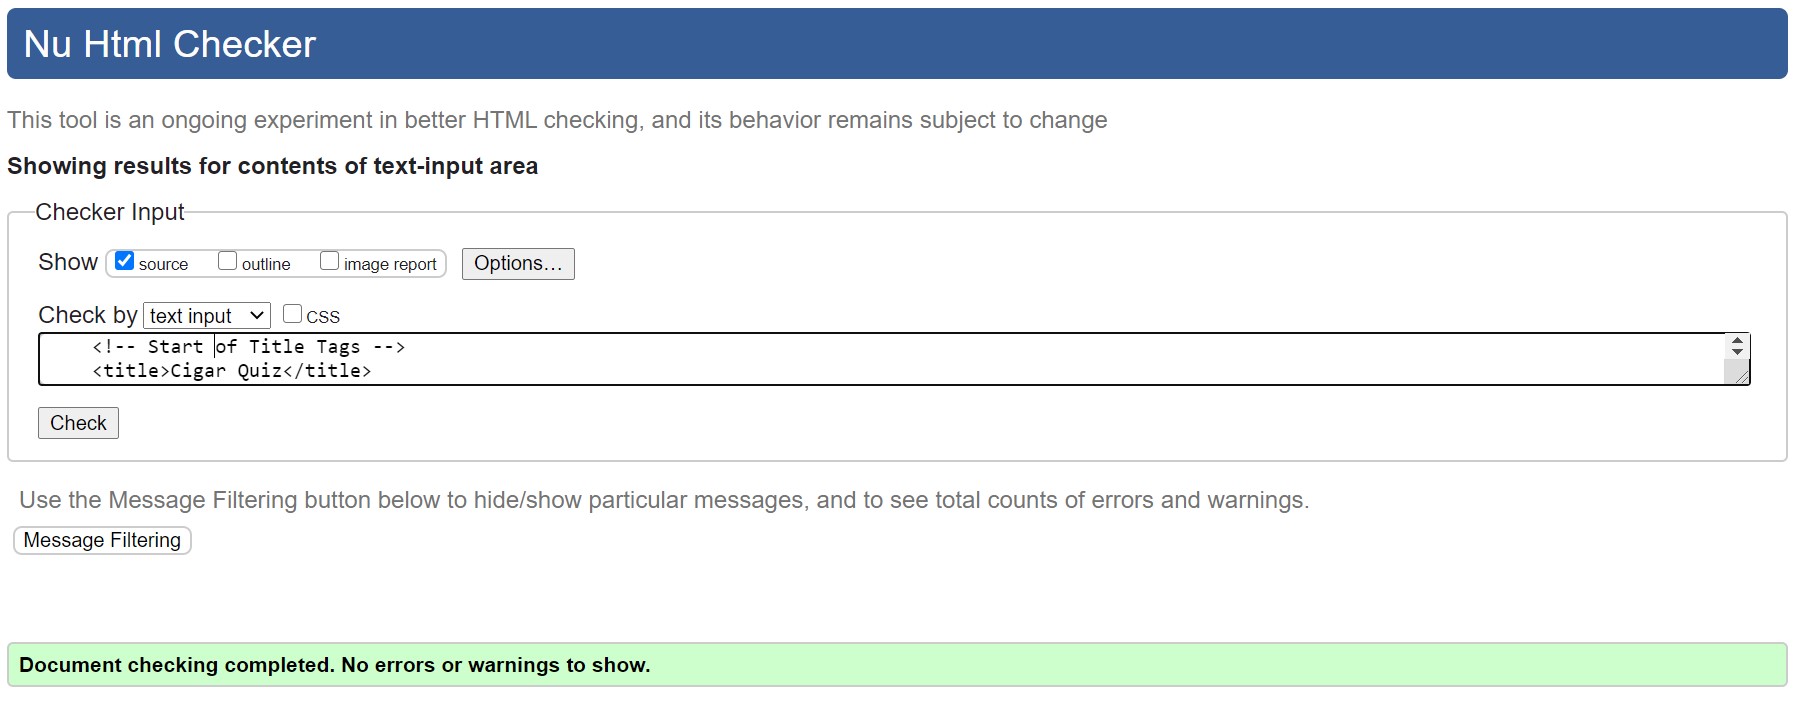 Nu Html Checker
This tool is an ongoing experiment in better HTML checking, and its behavior remains subject to change
Showing results for contents of text-input area
Checker Input
Show source outline image report Options...
Check by text input CSS
<!-- Start of Title Tags -->
<title>Cigar Quiz</title>
Check
Use the Message Filtering button below to hide/show particular messages, and to see total counts of errors and warnings.
Message Filtering
Document checking completed. No errors or warnings to show.